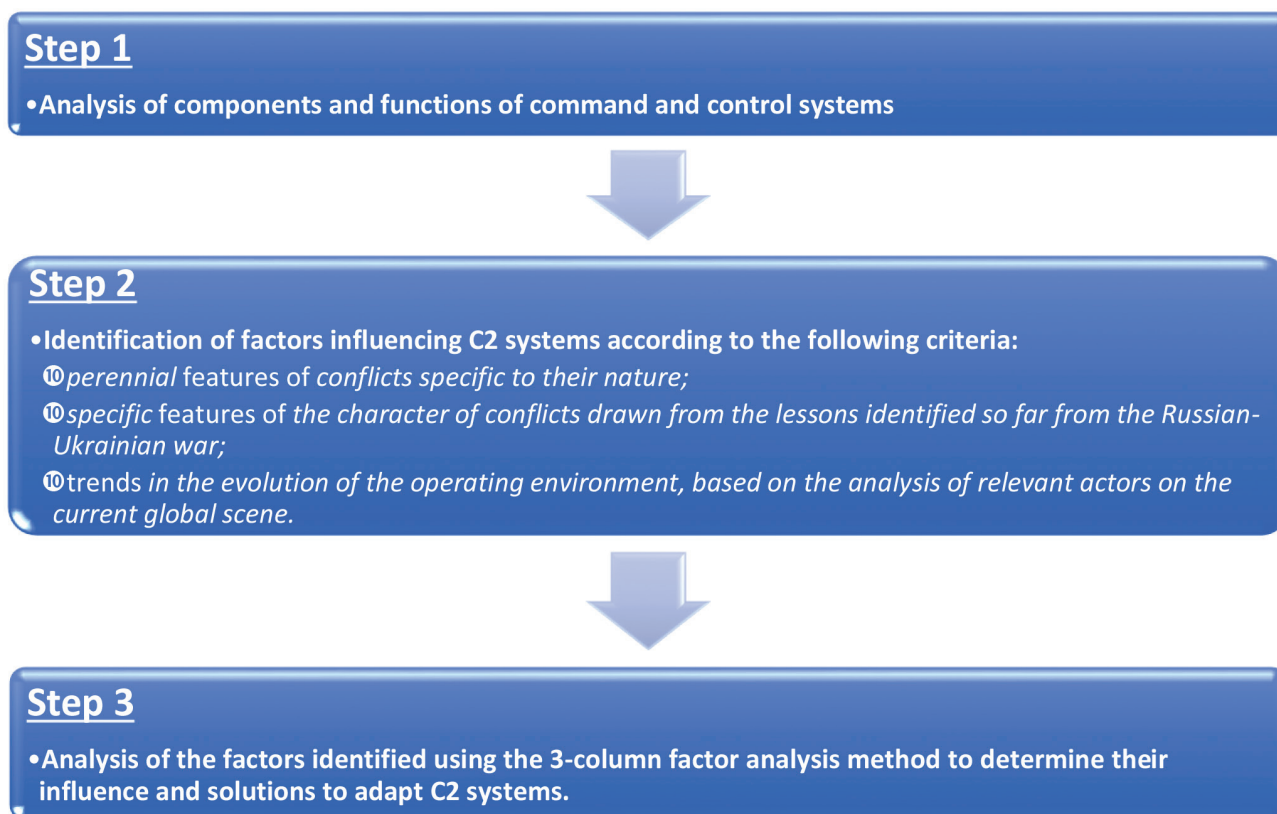 Step 1
•Analysis of components and functions of command and control systems
Step 2
•Identification of factors influencing C2 systems according to the following criteria:
❿perennial features of conflicts specific to their nature;
❿specific features of the character of conflicts drawn from the lessons identified so far from the Russian-
Ukrainian war;
❿trends in the evolution of the operating environment, based on the analysis of relevant actors on the
current global scene.
Step 3
•Analysis of the factors identified using the 3-column factor analysis method to determine their
influence and solutions to adapt C2 systems.